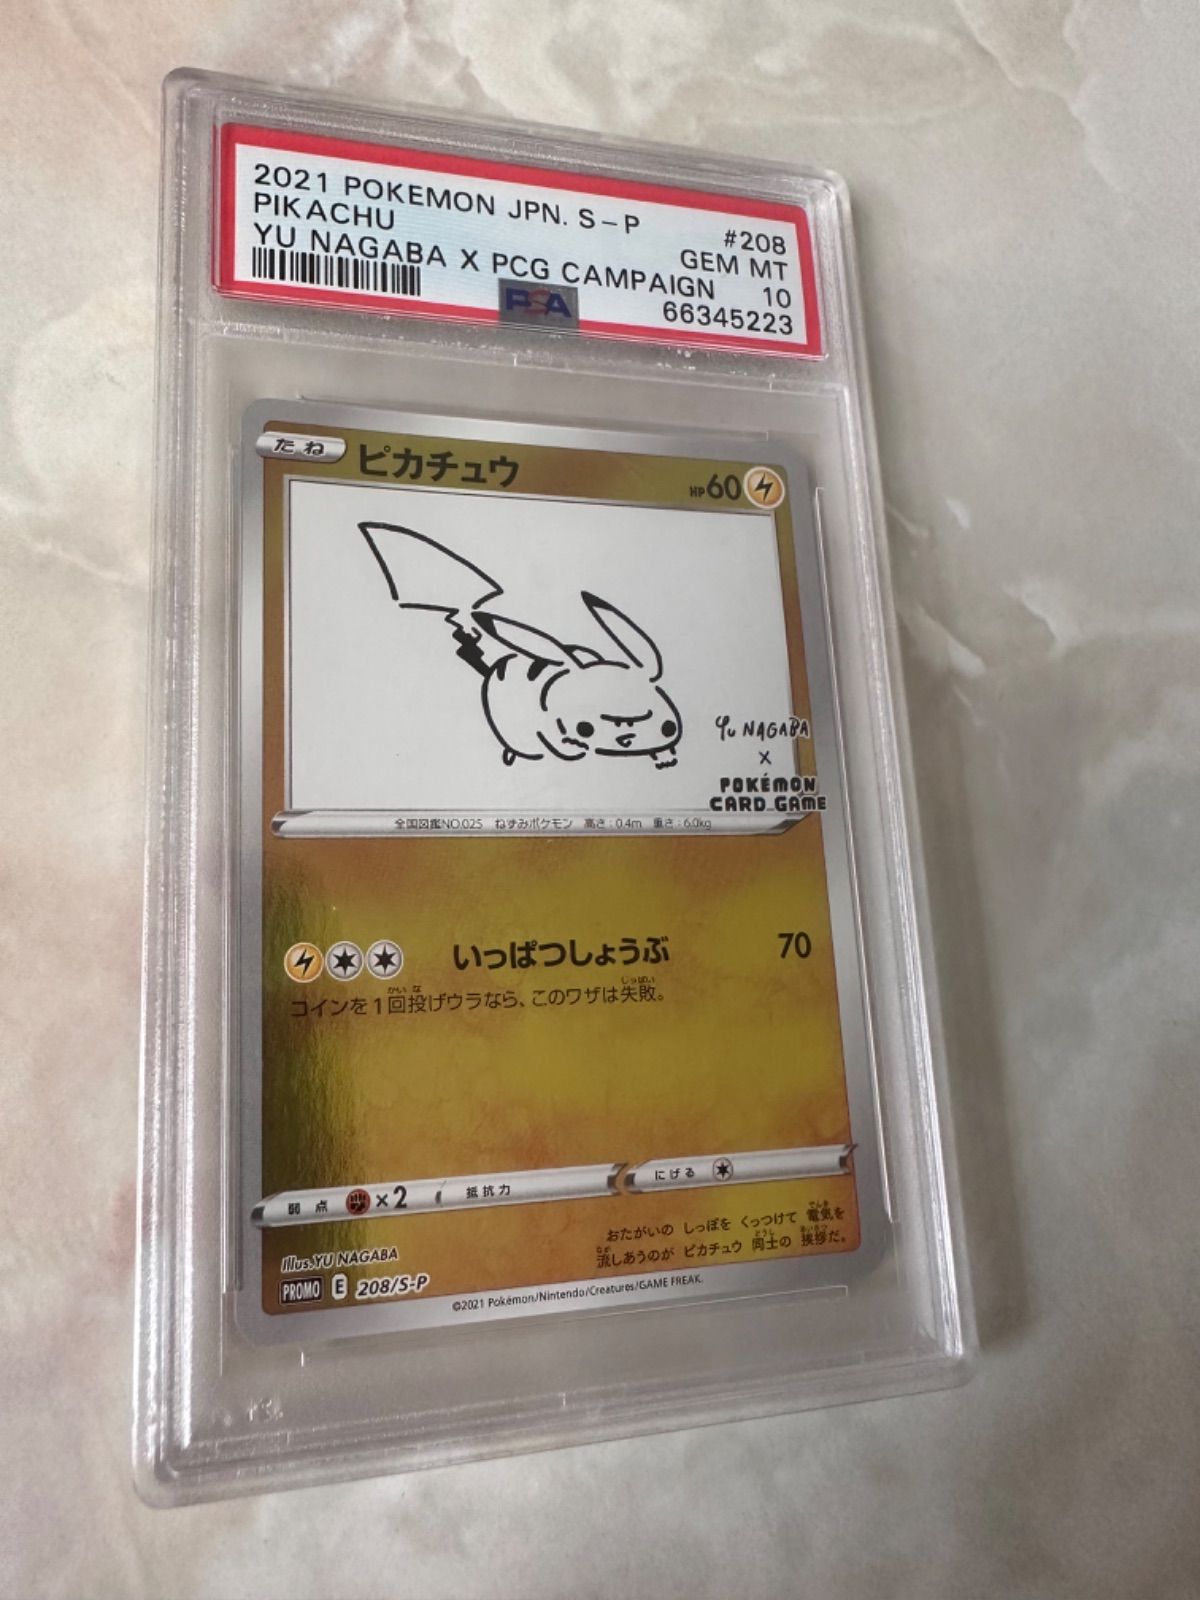 2021 POKEMON JPN. S-P #208
PIKACHU GEM MT
YU NAGABA X PCG CAMPAIGN 10
PSA 66345223
たね ピカチュウ HP60
Yu NAGABA
X
POKÉMON
CARD GAME
全国図鑑NO.025 ねずみポケモン 高さ:0.4m 重さ:6.0kg
いっぱつしょうぶ 70
コインを1回投げウラなら、このワザは失敗。
弱点 ×2 抵抗力 にげる
おたがいの しっぽを くっつけて 電気を
流しあうのが ピカチュウ 同士の 挨拶だ。
Illus.YU NAGABA
PROMO E 208/S-P
©2021 Pokémon/Nintendo/Creatures/GAME FREAK.